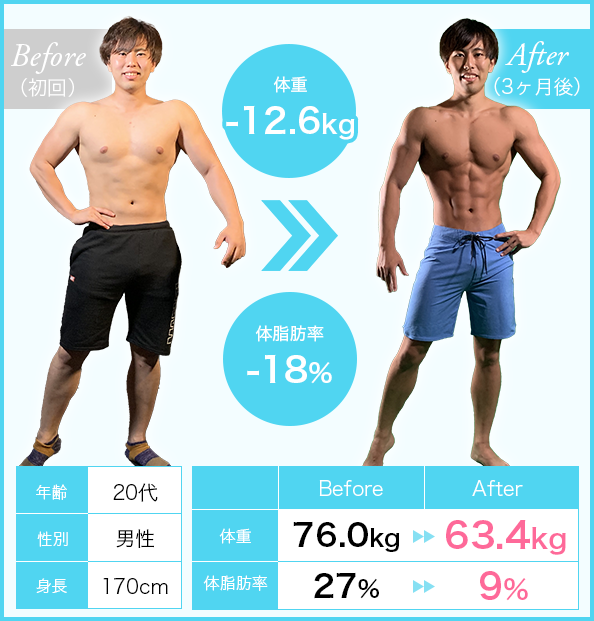 Before
（初回）
After
（3ヶ月後）
体重
-12.6kg
体脂肪率
-18%
年齢 20代
性別 男性
身長 170cm
Before After
体重 76.0kg 63.4kg
体脂肪率 27% 9%